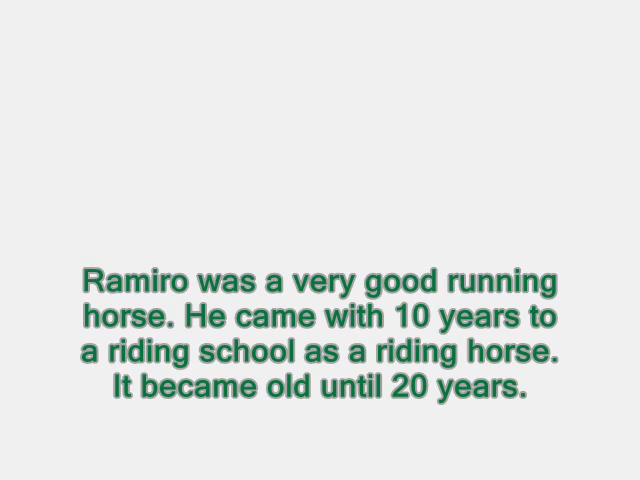 Ramiro was a very good running
horse. He came with 10 years to
a riding school as a riding horse.
It became old until 20 years.